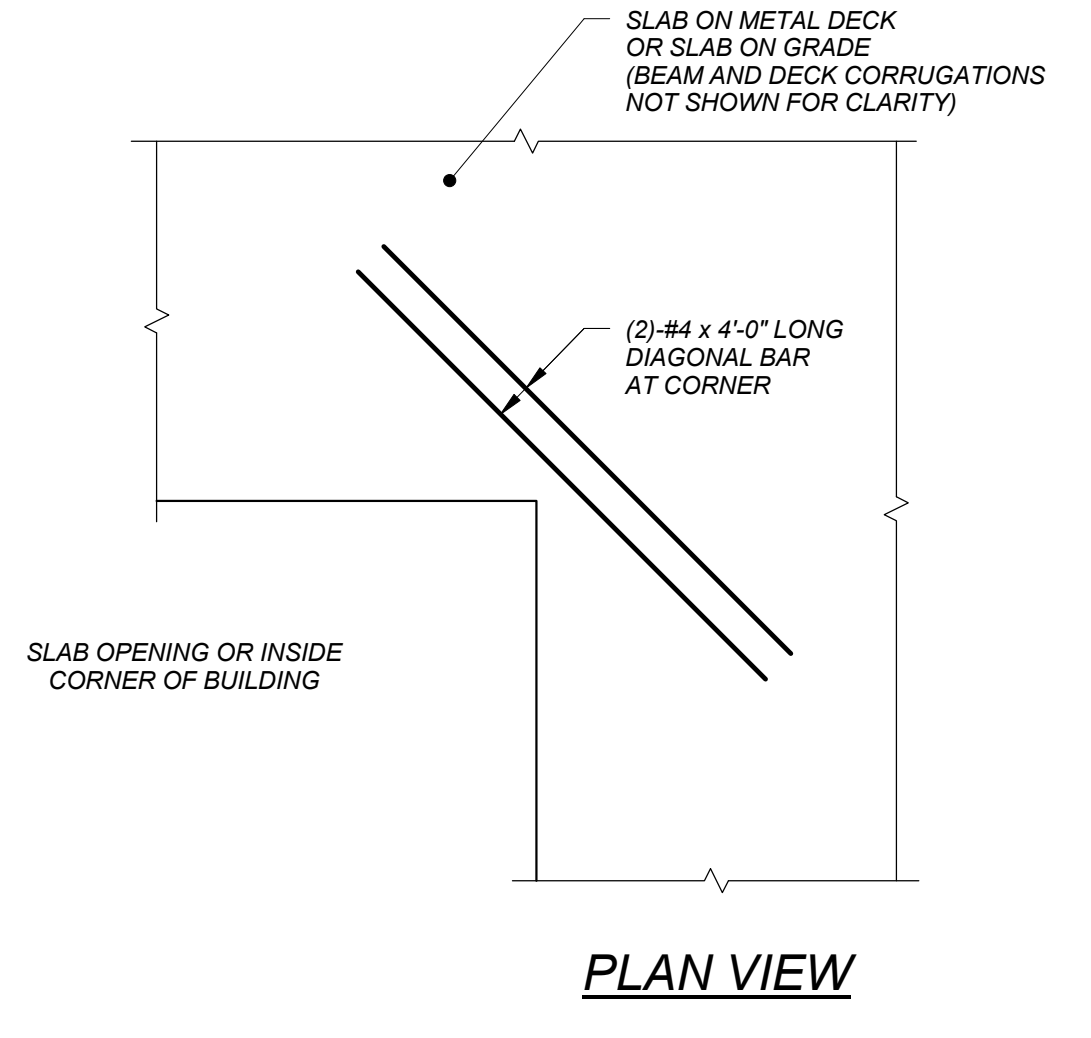 SLAB ON METAL DECK
OR SLAB ON GRADE
(BEAM AND DECK CORRUGATIONS
NOT SHOWN FOR CLARITY)
(2)-#4 x 4'-0" LONG
DIAGONAL BAR
AT CORNER
SLAB OPENING OR INSIDE
CORNER OF BUILDING
PLAN VIEW